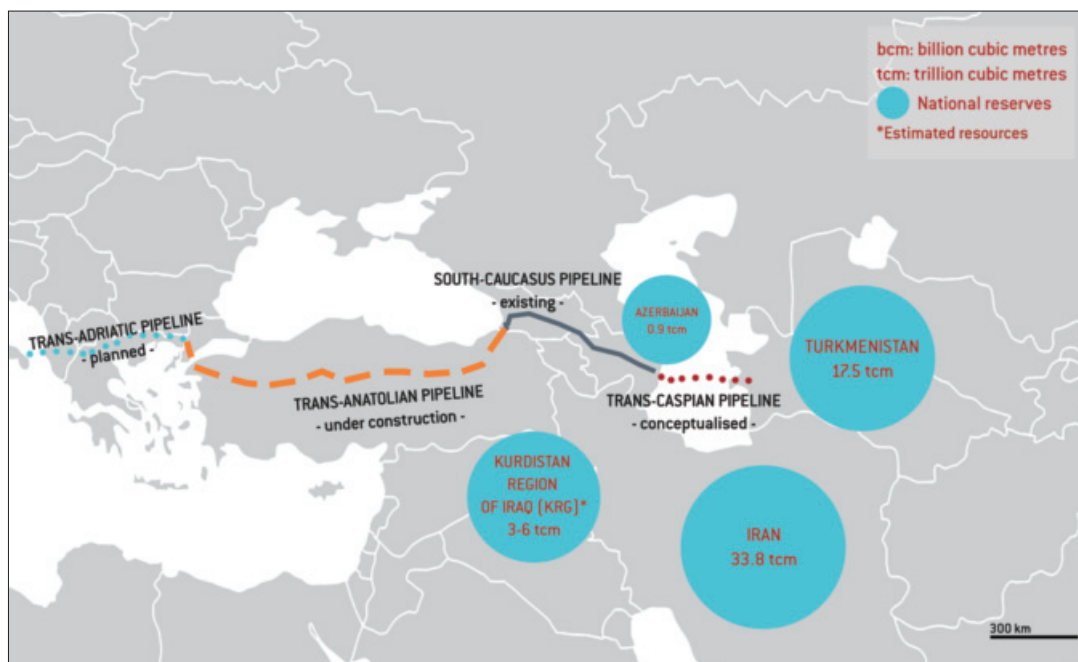 bcm: billion cubic metres
tcm: trillion cubic metres
National reserves
*Estimated resources
SOUTH-CAUCASUS PIPELINE
- existing -
AZERBAIJAN
0.9 tcm
TRANS-ADRIATIC PIPELINE
- planned -
TURKMENISTAN
17.5 tcm
TRANS-ANATOLIAN PIPELINE
- under construction -
TRANS-CASPIAN PIPELINE
- conceptualised -
KURDISTAN
REGION
OF IRAQ (KRG)*
3-6 tcm
IRAN
33.8 tcm
300 km